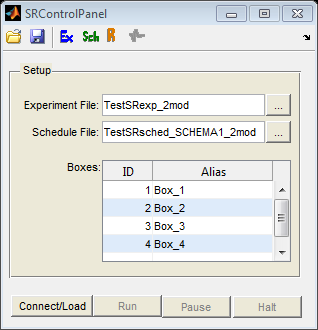 SRControlPanel
Ex Sch R
Setup
Experiment File: TestSRexp_2mod ...
Schedule File: TestSRsched_SCHEMA1_2mod ...
Boxes: ID Alias
1 Box_1
2 Box_2
3 Box_3
4 Box_4
Connect/Load Run Pause Halt